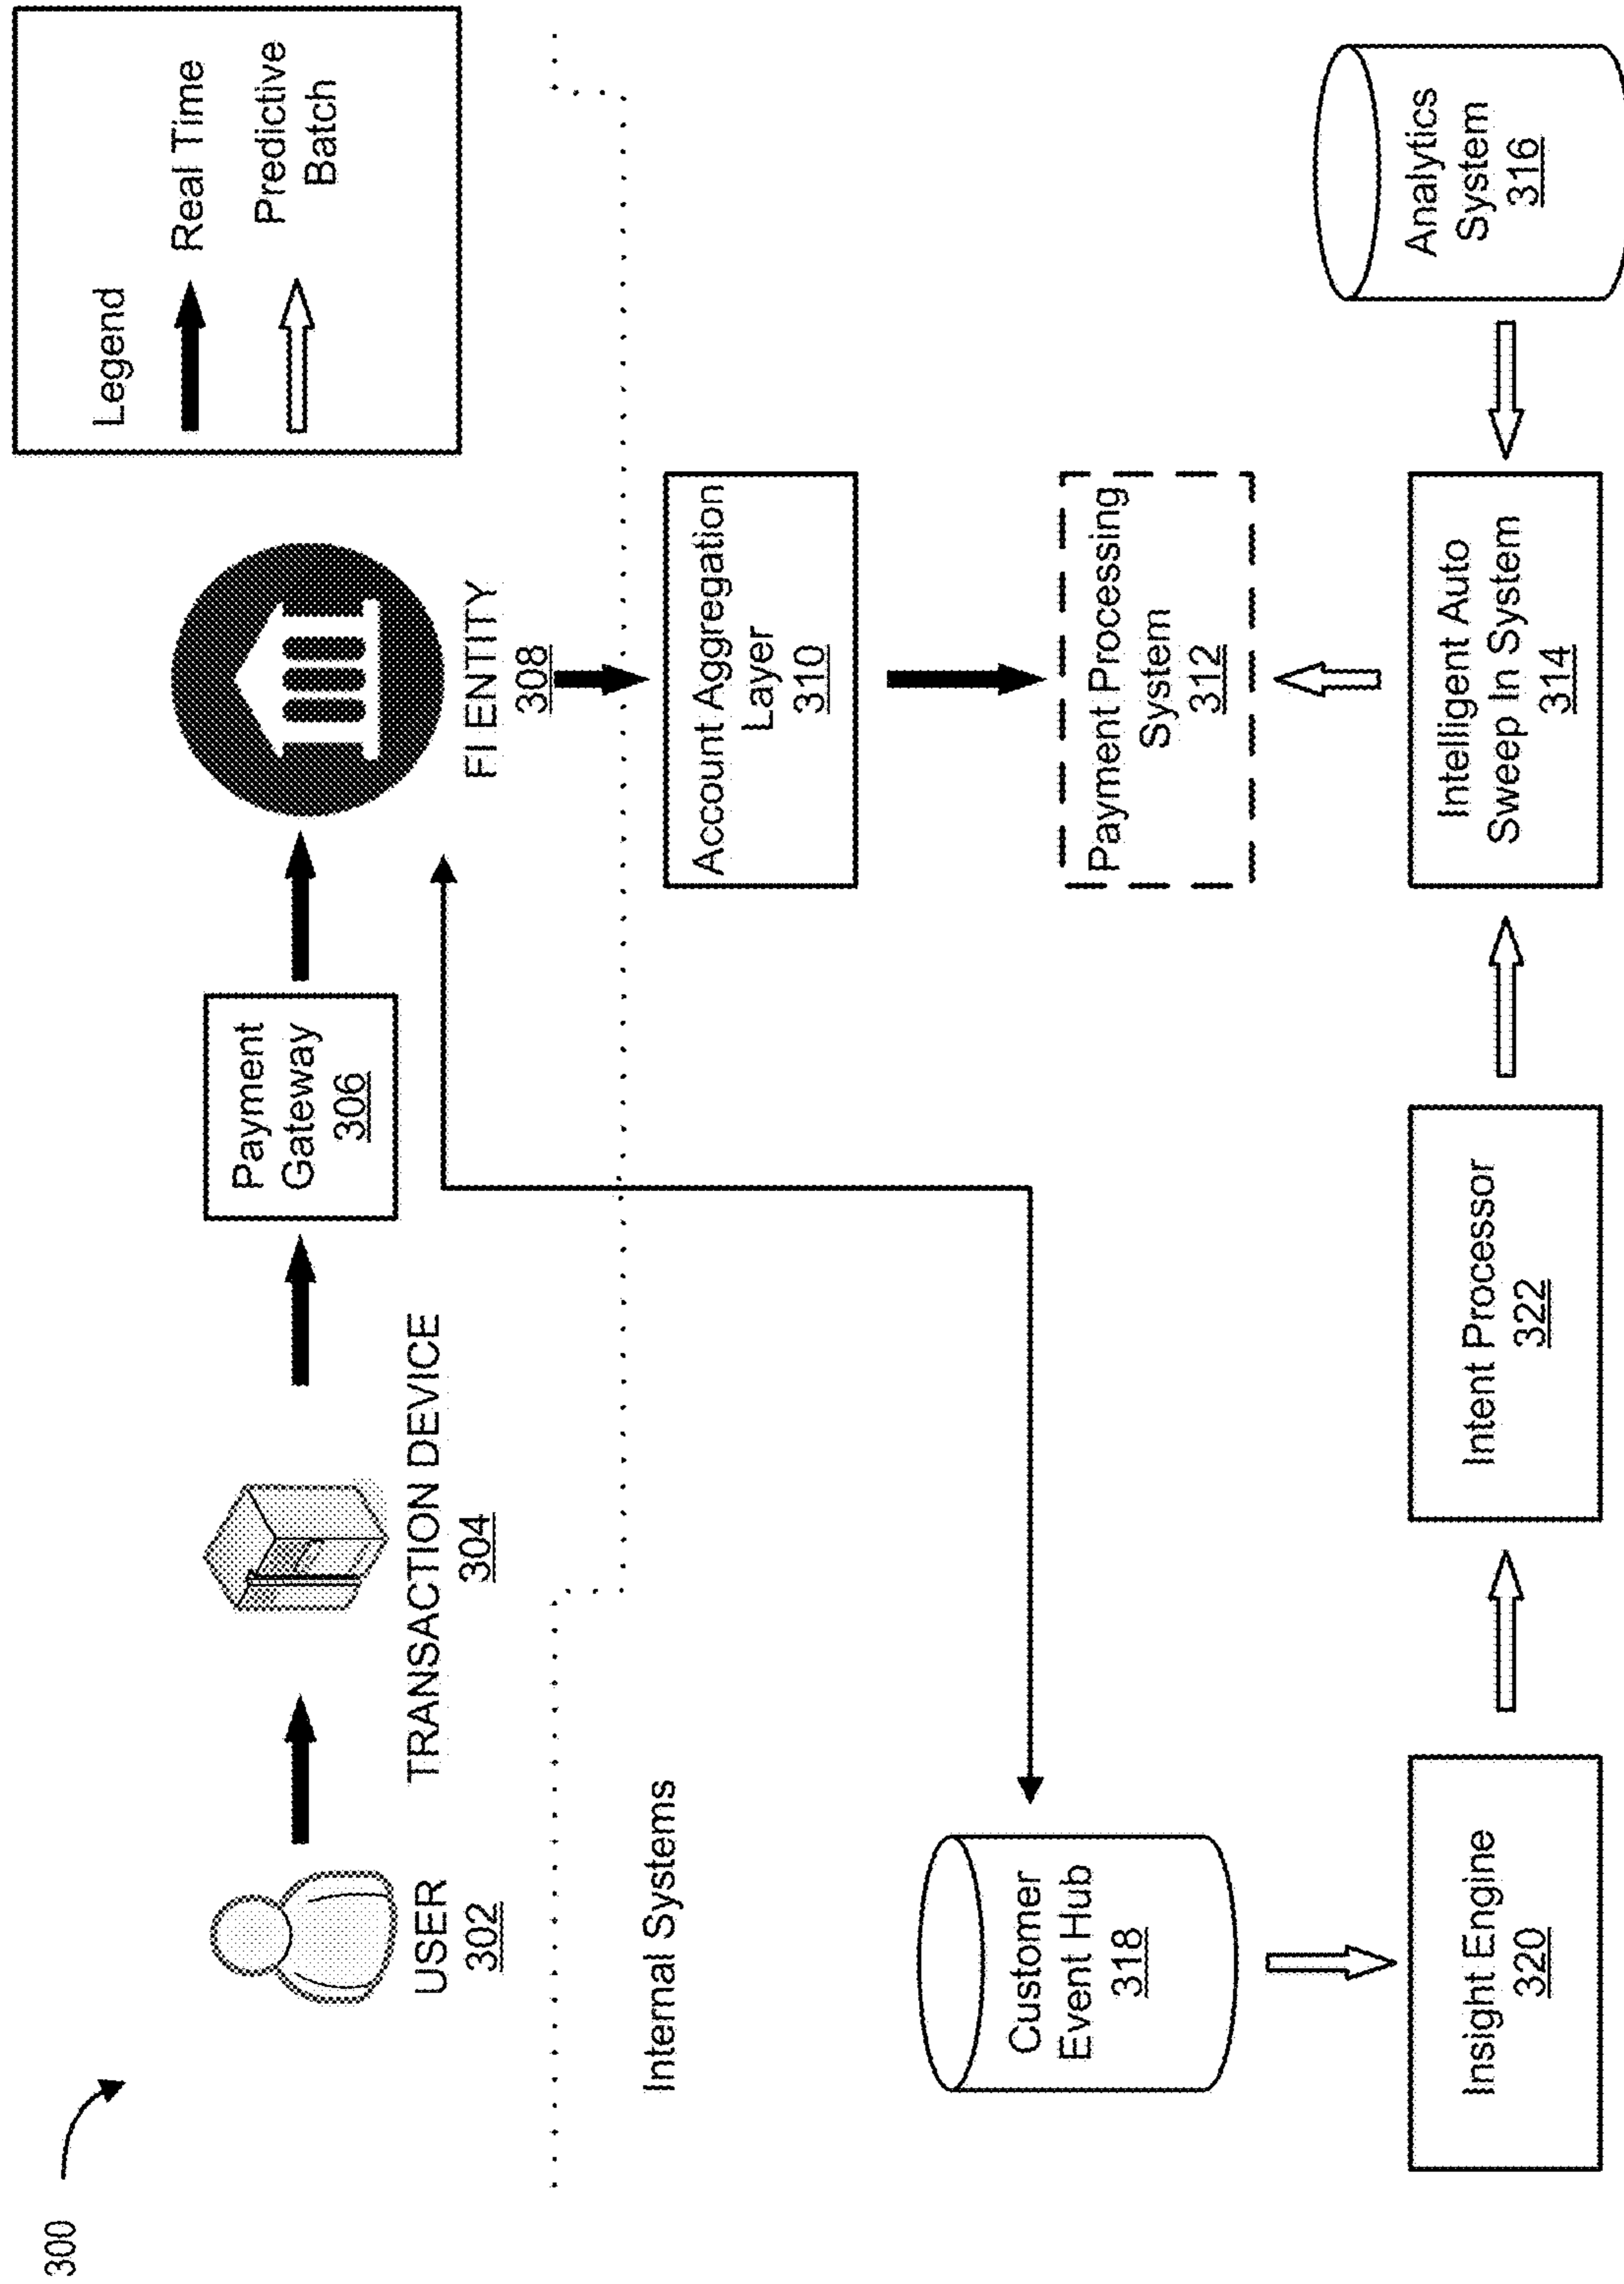 300
Legend
Real Time
Predictive
Batch
USER
302
TRANSACTION DEVICE
304
Payment
Gateway
306
FI ENTITY
308
Internal Systems
Account Aggregation
Layer
310
Customer
Event Hub
318
Payment Processing
System
312
Insight Engine
320
Intent Processor
322
Intelligent Auto
Sweep In System
314
Analytics
System
316